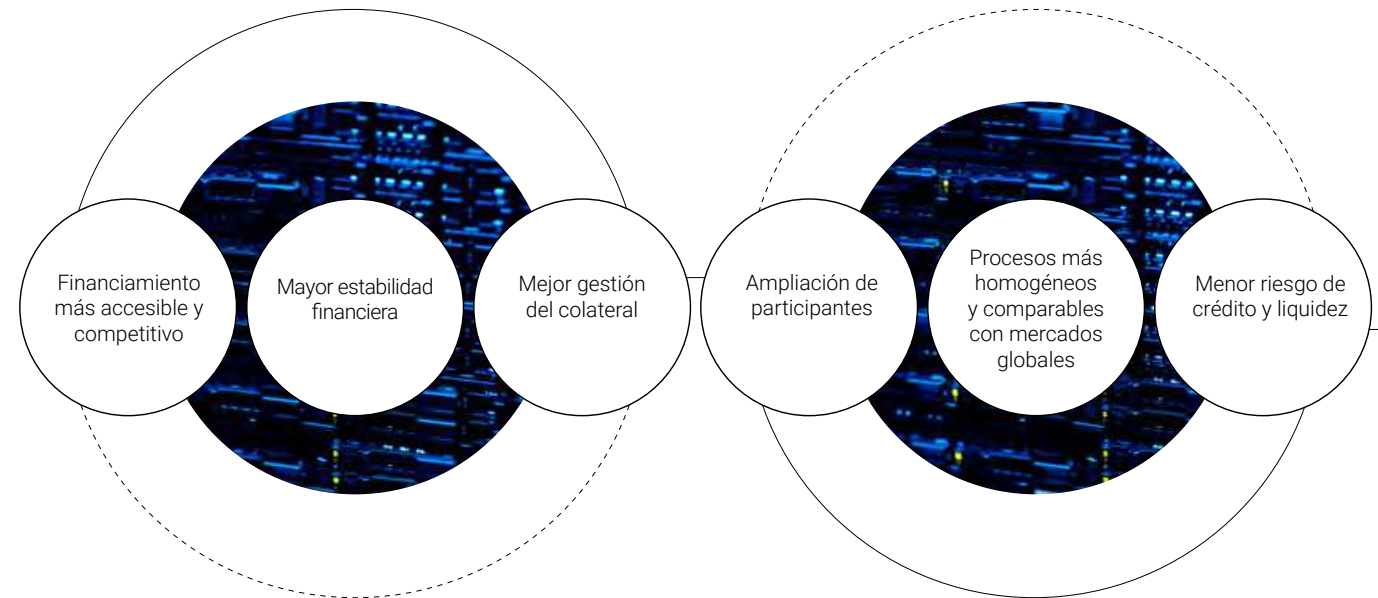 Financiamiento
más accesible y
competitivo
Mayor estabilidad
financiera
Mejor gestión
del colateral
Ampliación de
participantes
Procesos más
homogéneos
y comparables
con mercados
globales
Menor riesgo de
crédito y liquidez